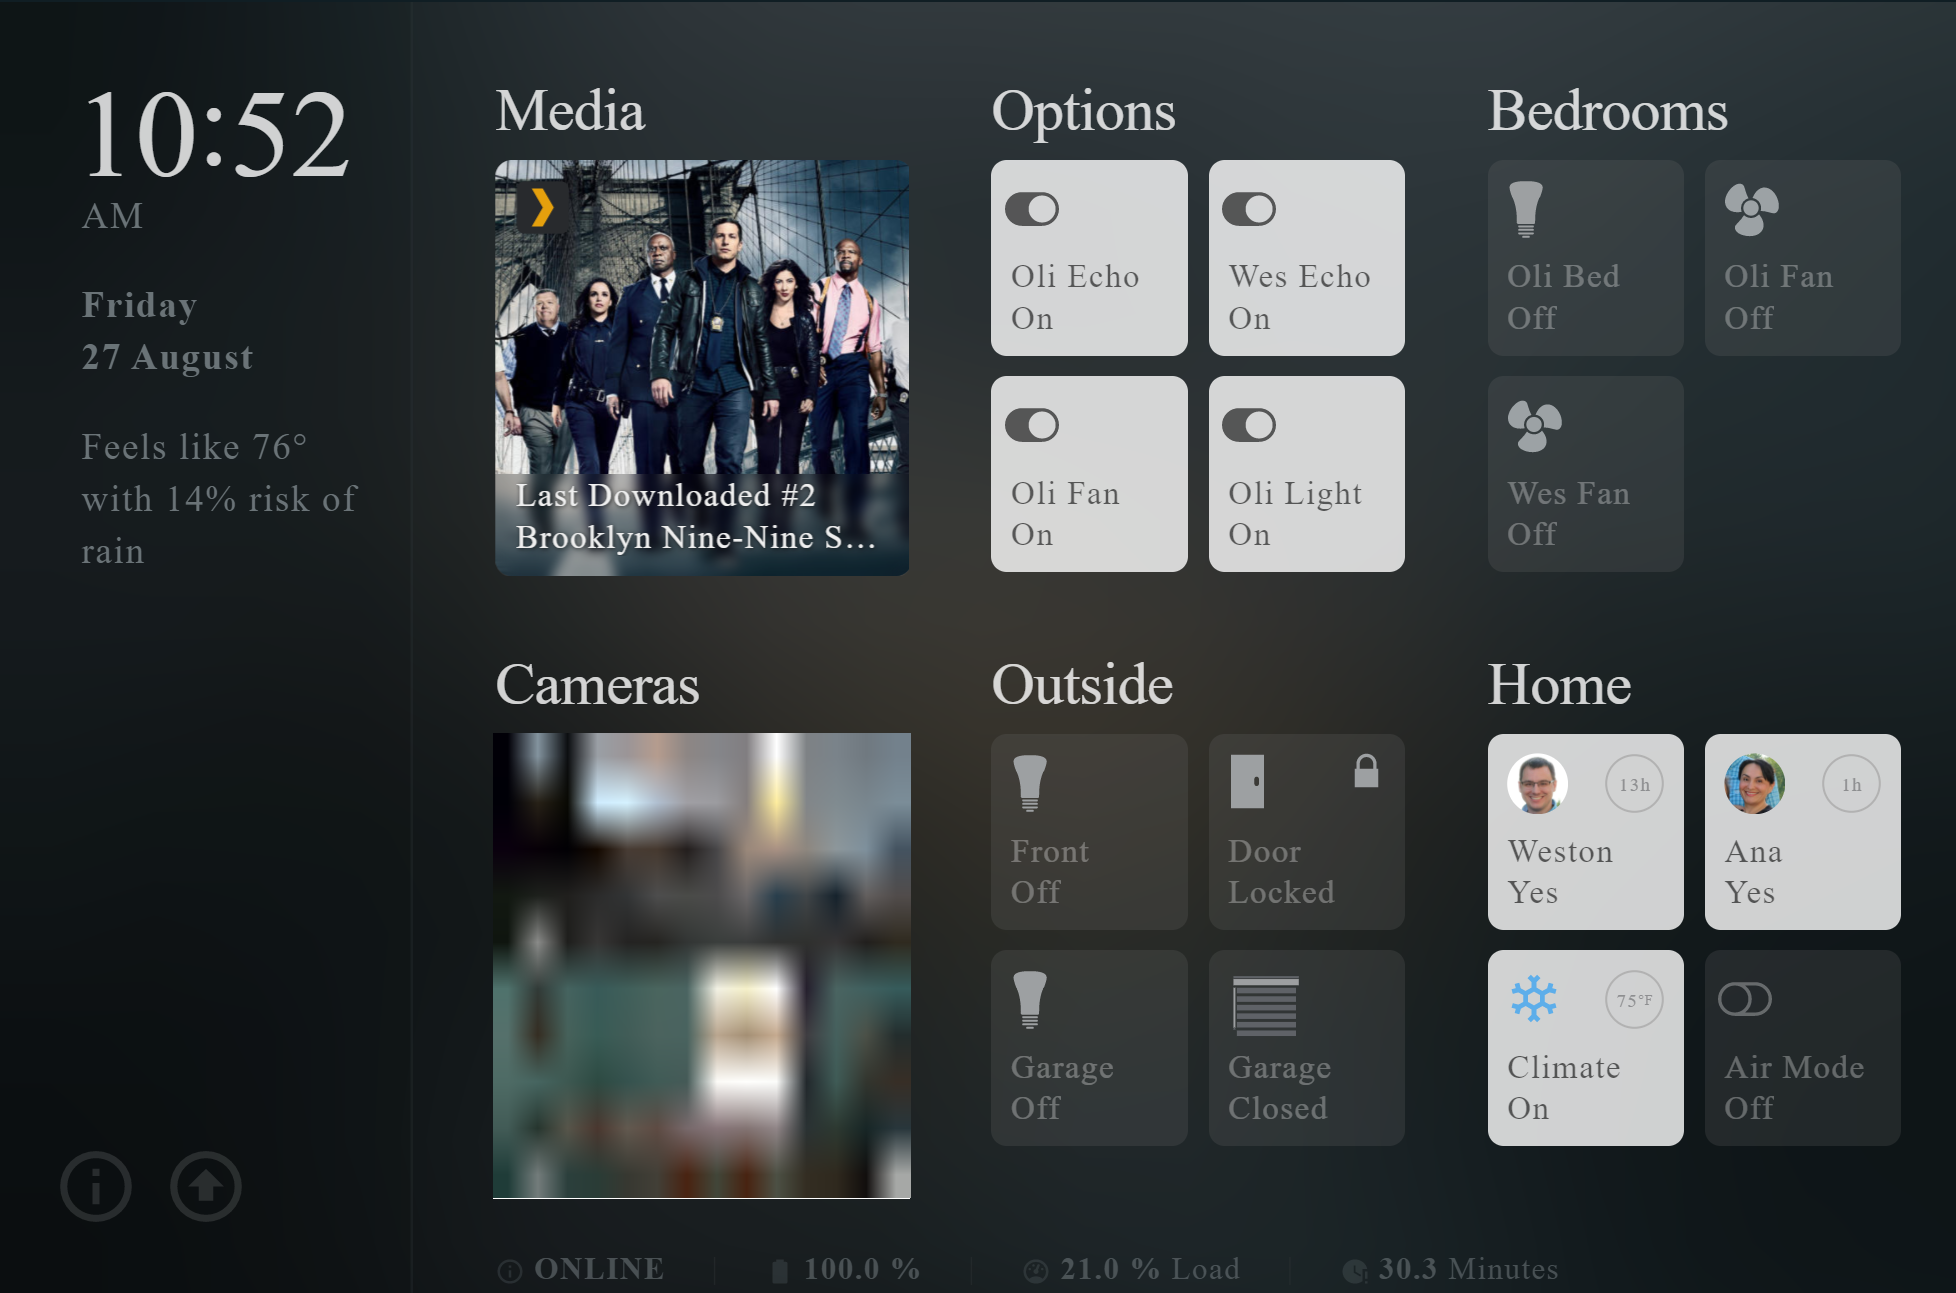 10:52
AM
Friday
27 August
Feels like 76°
with 14% risk of
rain
Media
Last Downloaded #2
Brooklyn Nine-Nine S...
Options
Oli Echo
On
Wes Echo
On
Oli Fan
On
Oli Light
On
Bedrooms
Oli Bed
Off
Oli Fan
Off
Wes Fan
Off
Cameras
Outside
Front
Off
Door
Locked
Garage
Off
Garage
Closed
Home
13h
Weston
Yes
1h
Ana
Yes
75°F
Climate
On
Air Mode
Off
ONLINE
100.0 %
21.0 % Load
30.3 Minutes